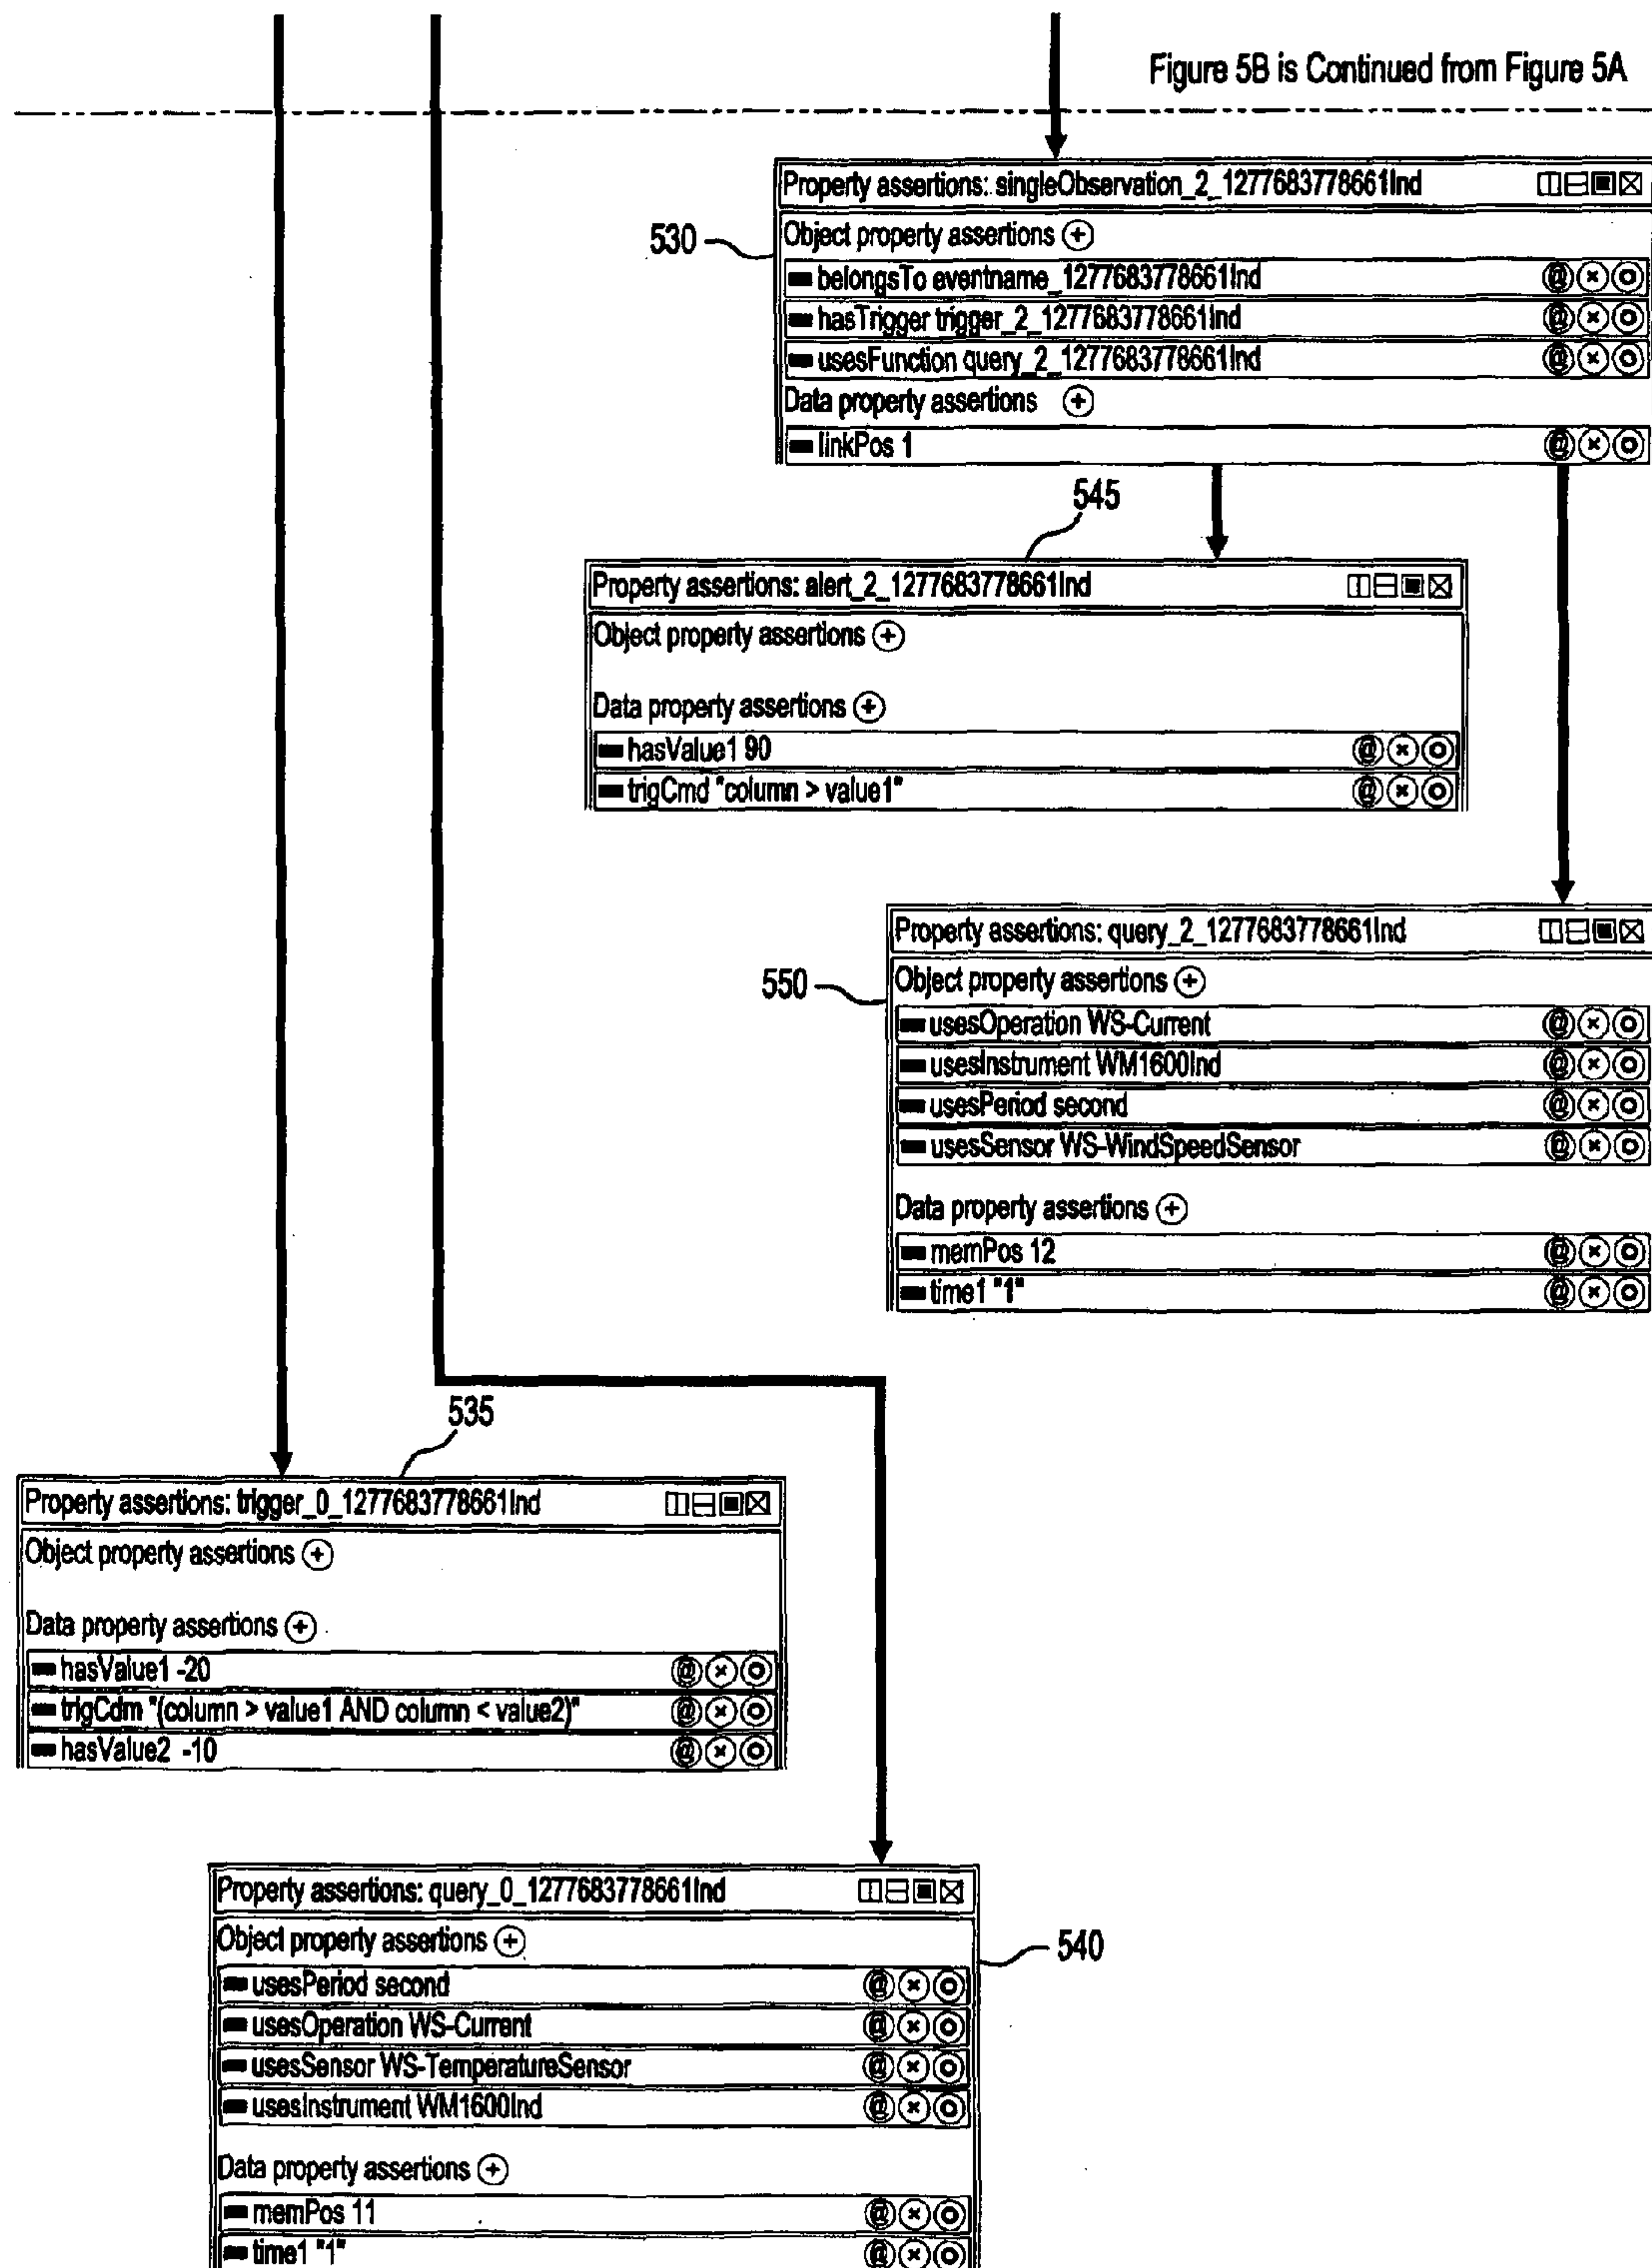 Figure 5B is Continued from Figure 5A
Property assertions: singleObservation_2_1277683778661Ind
530
Object property assertions
belongsTo eventname_1277683778661Ind
hasTrigger trigger_2_1277683778661Ind
usesFunction query_2_1277683778661Ind
Data property assertions
linkPos 1
545
Property assertions: alert_2_1277683778661Ind
Object property assertions
Data property assertions
hasValue1 90
trigCmd "column > value1"
Property assertions: query_2_1277683778661Ind
550
Object property assertions
usesOperation WS-Current
usesInstrument WM1600Ind
usesPeriod second
usesSensor WS-WindSpeedSensor
Data property assertions
memPos 12
time1 "1"
535
Property assertions: trigger_0_1277683778661Ind
Object property assertions
Data property assertions
hasValue1 -20
trigCdm "(column > value1 AND column < value2)"
hasValue2 -10
Property assertions: query_0_1277683778661Ind
540
Object property assertions
usesPeriod second
usesOperation WS-Current
usesSensor WS-TemperatureSensor
usesInstrument WM1600Ind
Data property assertions
memPos 11
time1 "1"